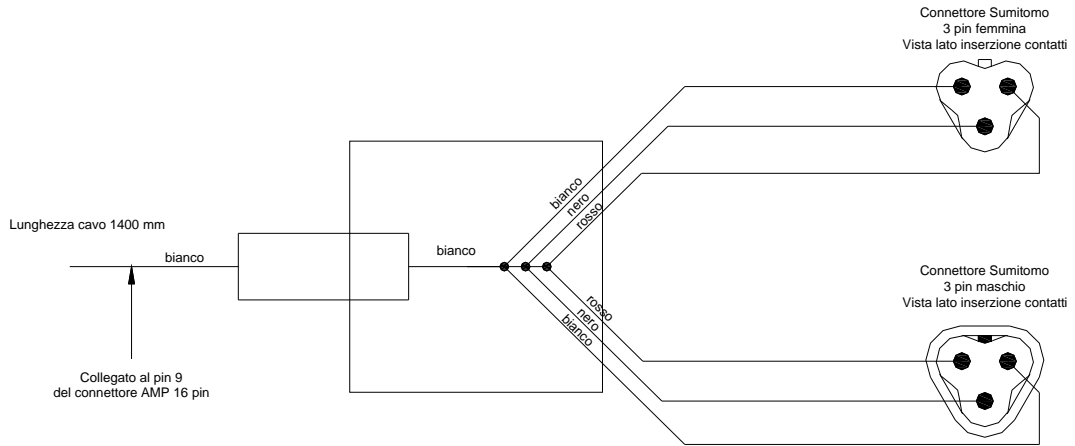 Connettore Sumitomo
3 pin femmina
Vista lato inserzione contatti
bianco
nero
rosso
Lunghezza cavo 1400 mm
bianco
bianco
Collegato al pin 9
del connettore AMP 16 pin
rosso
nero
bianco
Connettore Sumitomo
3 pin maschio
Vista lato inserzione contatti